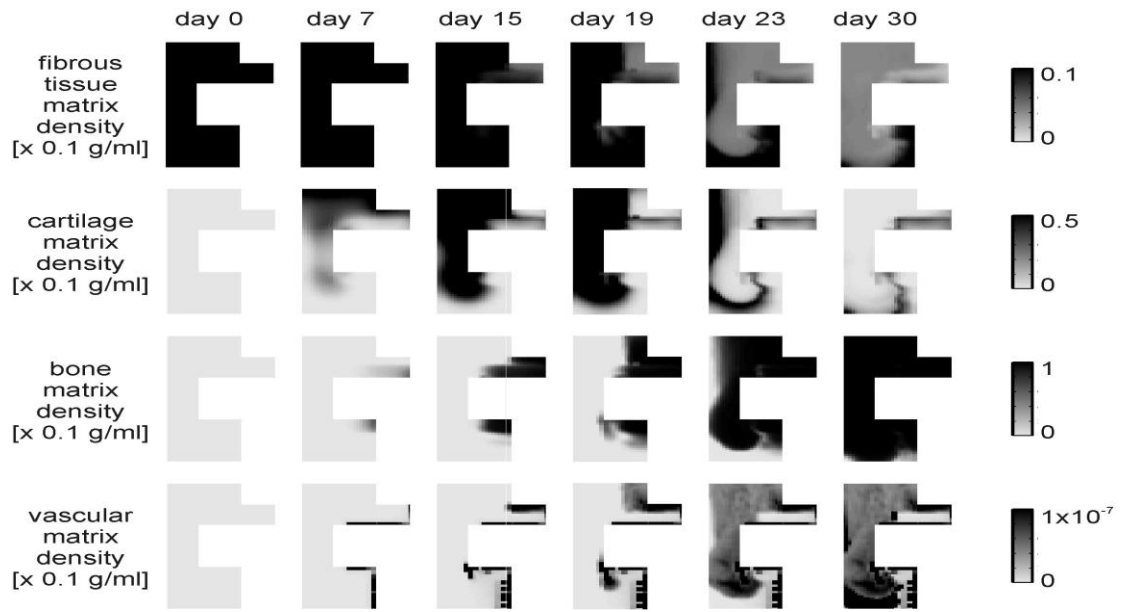 day 0 day 7 day 15 day 19 day 23 day 30
fibrous
tissue
matrix
density
[x 0.1 g/ml]
0.1
0
cartilage
matrix
density
[x 0.1 g/ml]
0.5
0
bone
matrix
density
[x 0.1 g/ml]
1
0
vascular
matrix
density
[x 0.1 g/ml]
1x10⁻⁷
0